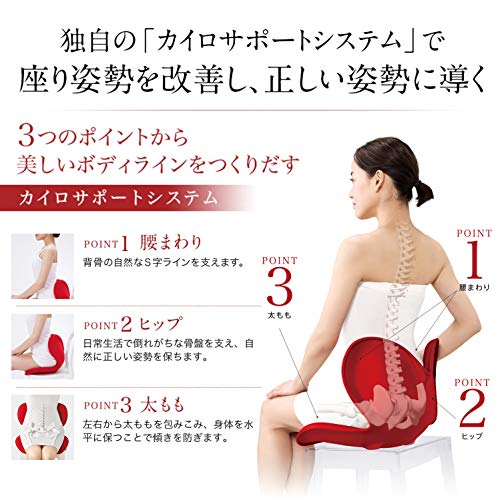 独自の「カイロサポートシステム」で
座り姿勢を改善し、正しい姿勢に導く
3つのポイントから
美しいボディラインをつくりだす
カイロサポートシステム
POINT 1 腰まわり
背骨の自然なS字ラインを支えます。
POINT 2 ヒップ
日常生活で倒れがちな骨盤を支え、自
然に正しい姿勢を保ちます。
POINT 3 太もも
左右から太ももを包みこみ、身体を水
平に保つことで傾きを防ぎます。
POINT
1
腰まわり
POINT
3
太もも
POINT
2
ヒップ